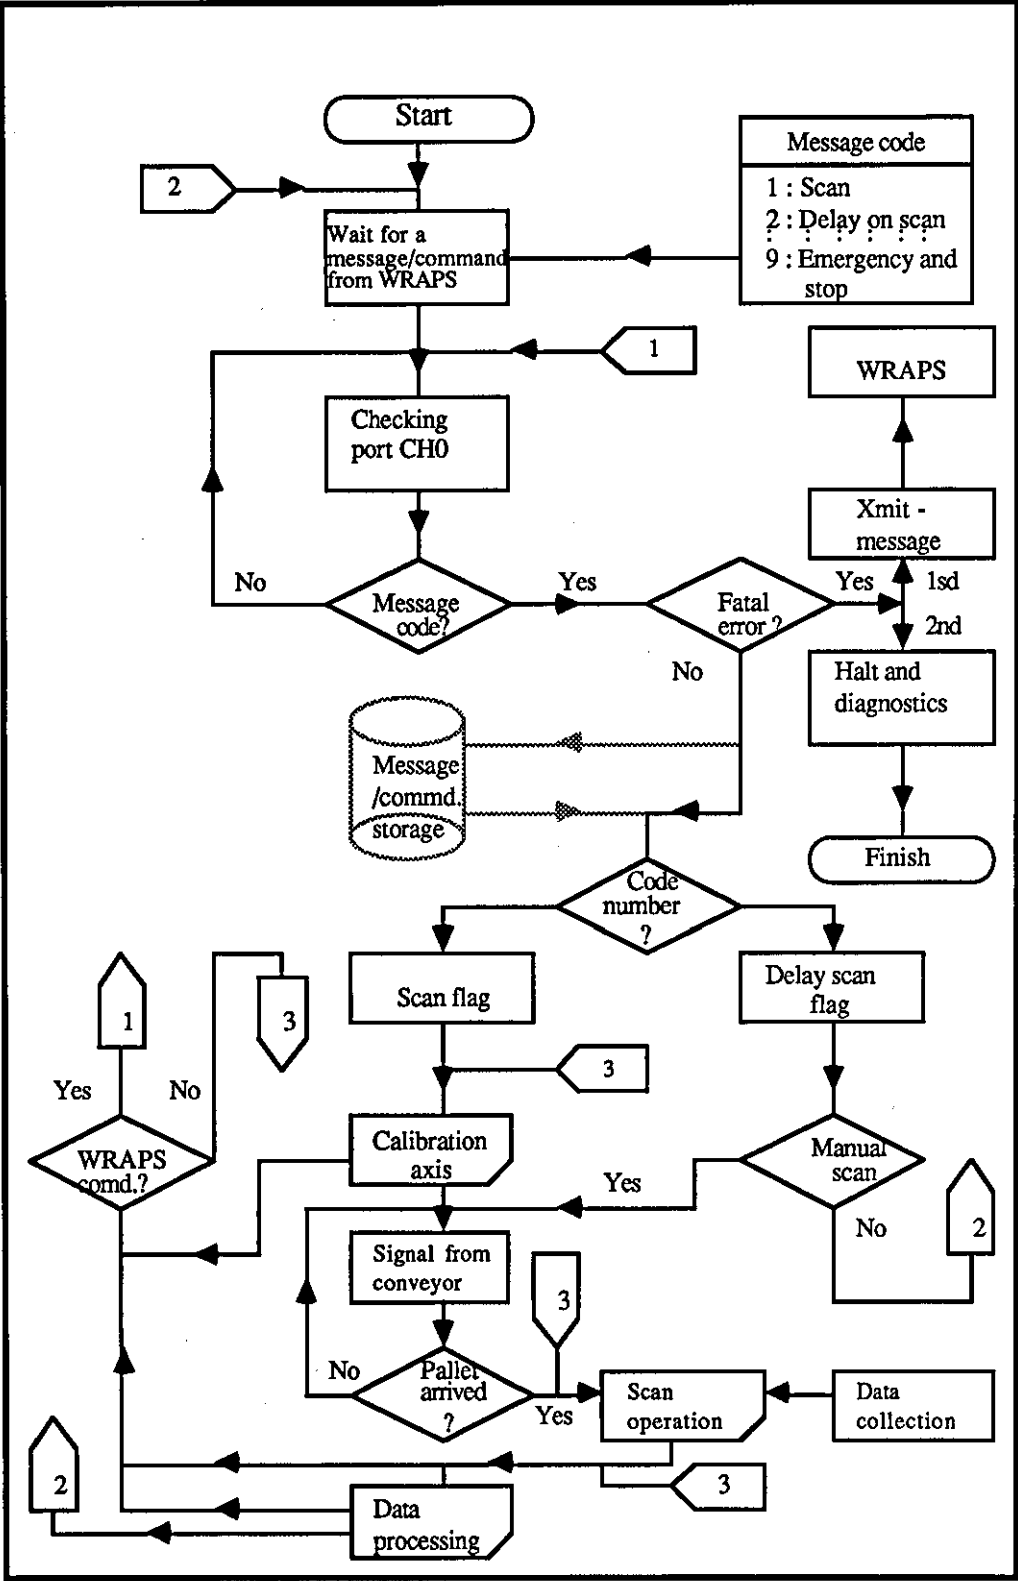 Start
Message code
1 : Scan
2 : Delay on scan
9 : Emergency and
stop
2
Wait for a
message/command
from WRAPS
1
WRAPS
Checking
port CH0
Xmit -
message
No
Message
code?
Yes
Fatal
error ?
Yes
1sd
2nd
No
Halt and
diagnostics
Message
/commd.
storage
Finish
Code
number
?
Scan flag
Delay scan
flag
1
3
3
Yes
No
WRAPS
comd.?
Calibration
axis
Manual
scan
Yes
No
2
Signal from
conveyor
3
No
Pallet
arrived
?
Yes
Scan
operation
Data
collection
2
3
Data
processing